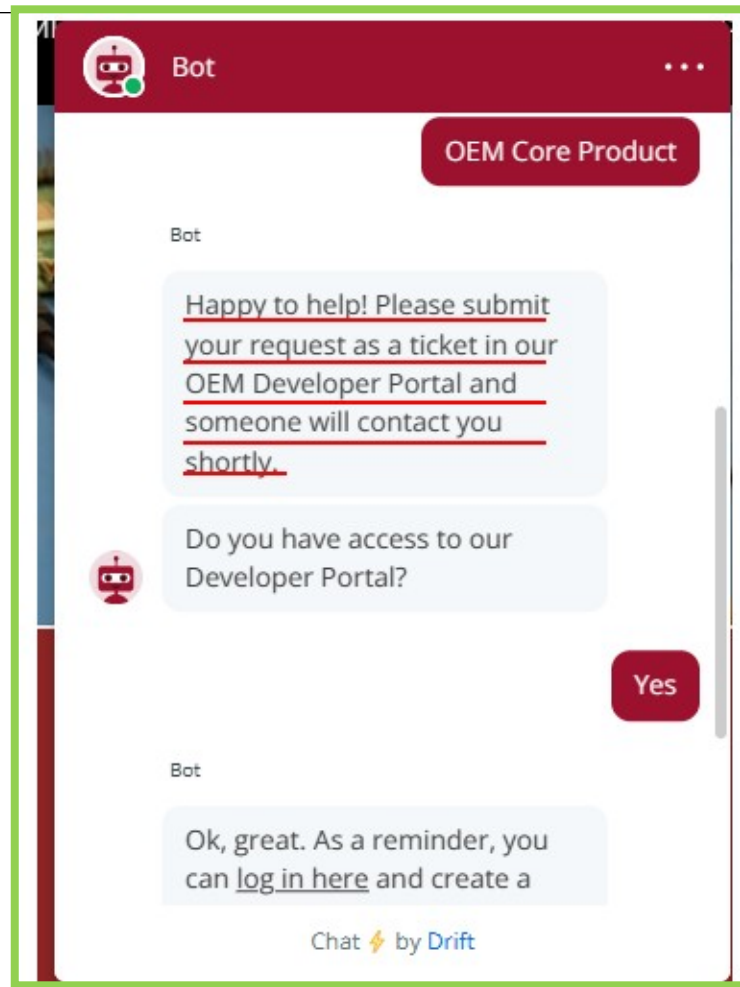 Bot
OEM Core Product
Bot
Happy to help! Please submit
your request as a ticket in our
OEM Developer Portal and
someone will contact you
shortly.
Do you have access to our
Developer Portal?
Yes
Bot
Ok, great. As a reminder, you
can log in here and create a
Chat ⚡ by Drift